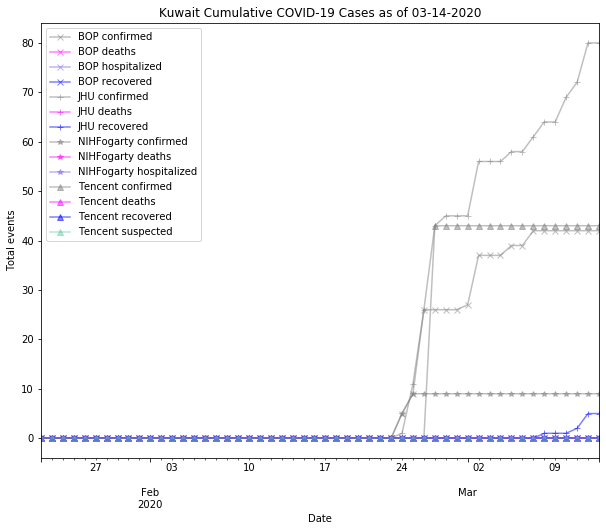 Kuwait Cumulative COVID-19 Cases as of 03-14-2020
BOP confirmed
BOP deaths
BOP hospitalized
BOP recovered
JHU confirmed
JHU deaths
JHU recovered
NIHFogarty confirmed
NIHFogarty deaths
NIHFogarty hospitalized
Tencent confirmed
Tencent deaths
Tencent recovered
Tencent suspected
Total events
80
70
60
50
40
30
20
10
0
27 03 10 17 24 02 09
Feb Mar
2020
Date